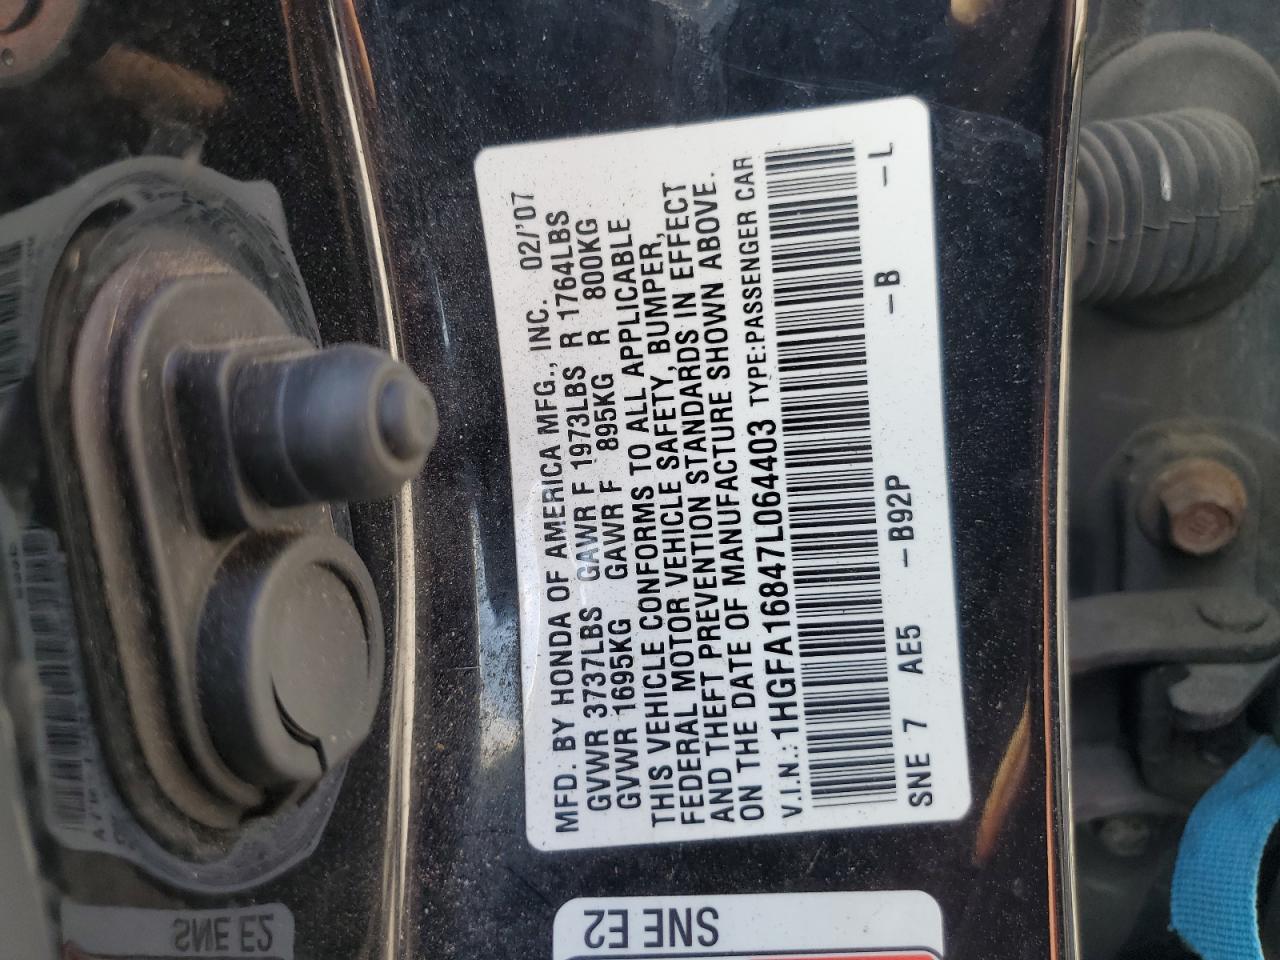 MFD. BY HONDA OF AMERICA MFG., INC. 02/'07
GVWR 3737LBS GAWR F 1973LBS R 1764LBS
GVWR 1695KG GAWR F 895KG R 800KG
THIS VEHICLE CONFORMS TO ALL APPLICABLE
FEDERAL MOTOR VEHICLE SAFETY, BUMPER,
AND THEFT PREVENTION STANDARDS IN EFFECT
ON THE DATE OF MANUFACTURE SHOWN ABOVE.
V.I.N.: 1HGFA16847L064403 TYPE:PASSENGER CAR
SNE 7 AE5 –B92P –B –L
SNE E2
SNE E2